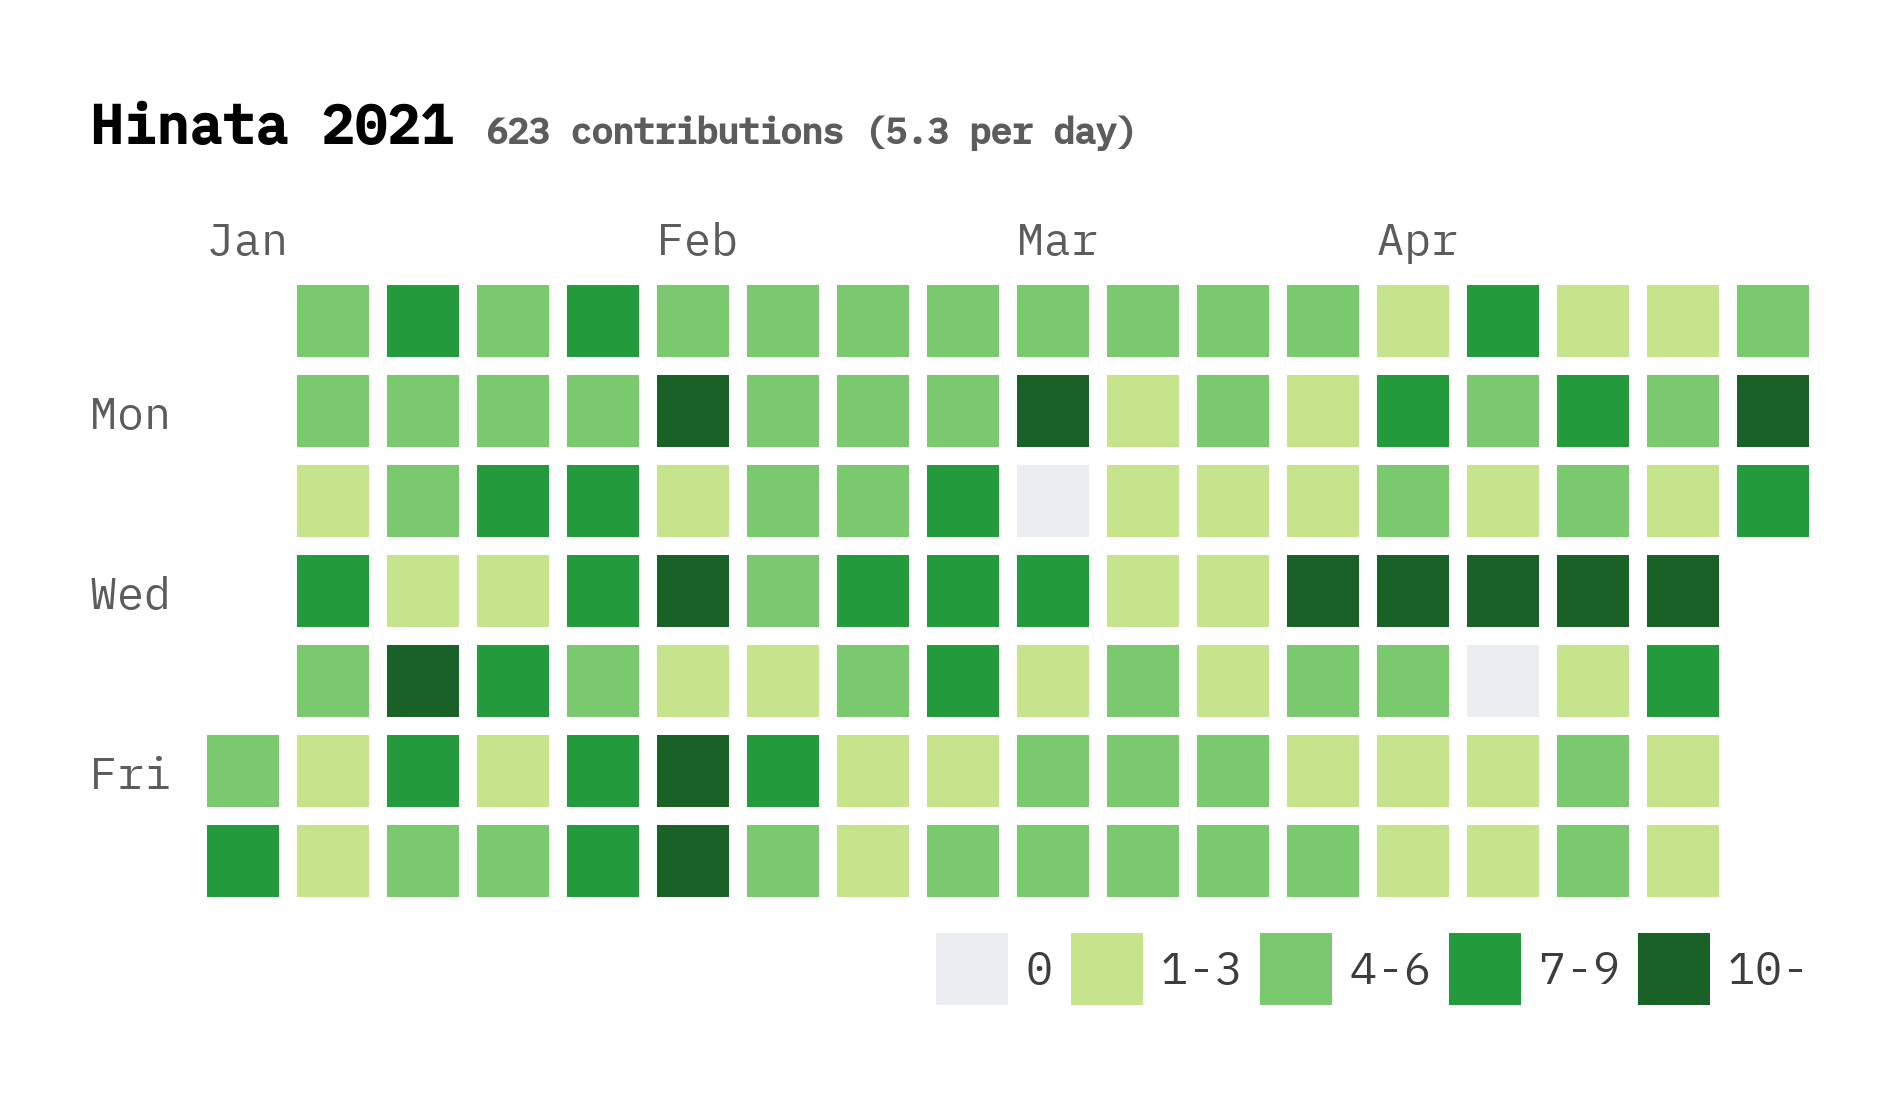 Hinata 2021 623 contributions (5.3 per day)
Jan Feb Mar Apr
Mon
Wed
Fri
0 1-3 4-6 7-9 10-